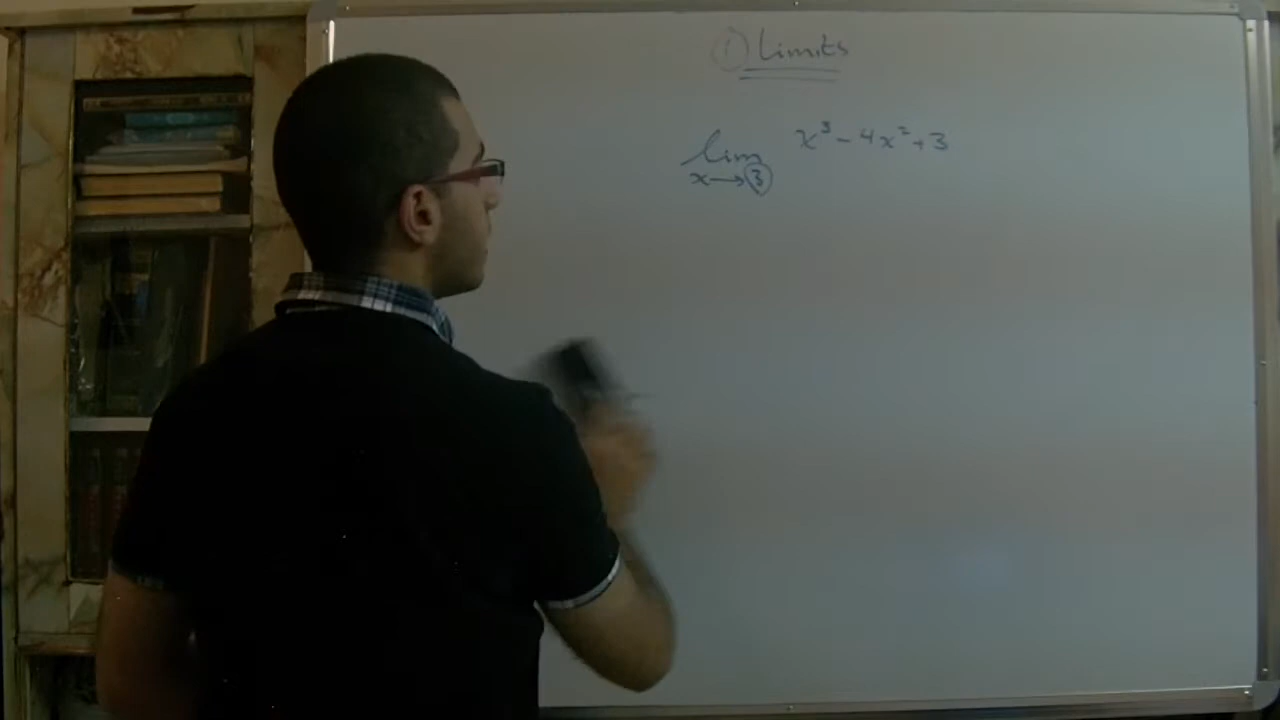 ① Limits
lim x³ - 4x² + 3
x → 3